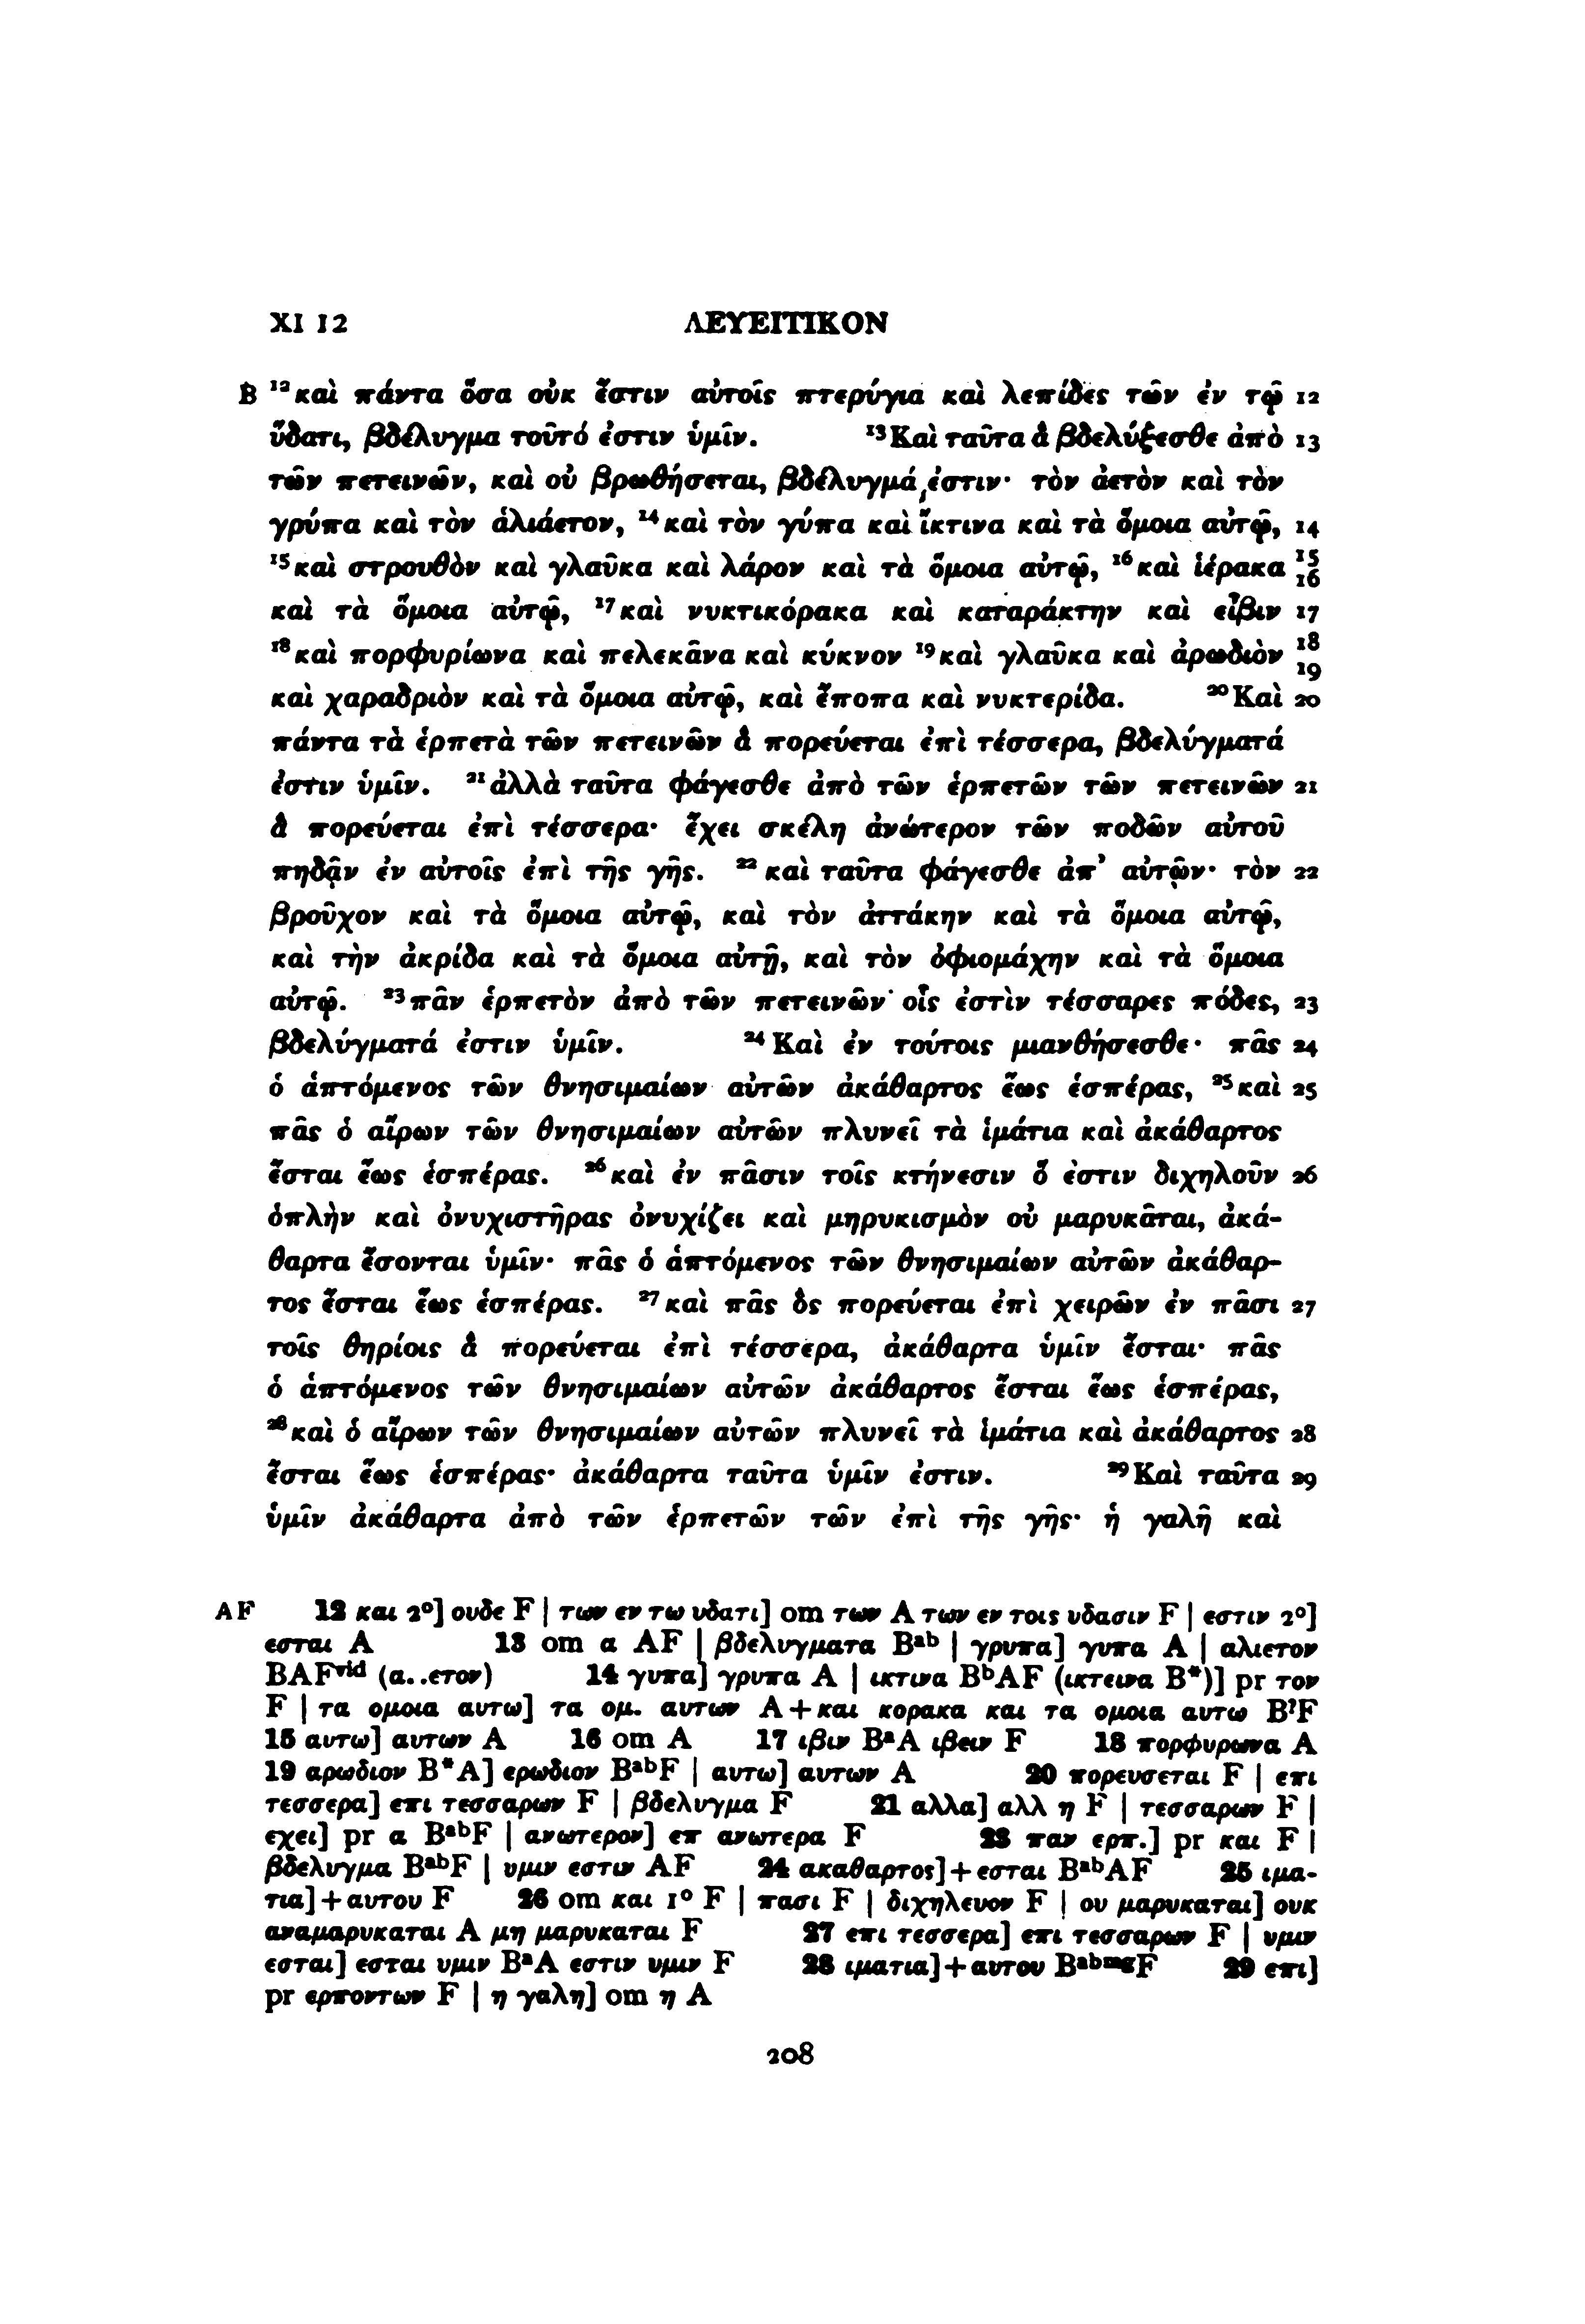 XI 12 ΛΕΥΕΙΤΙΚΟΝ
B ¹²καὶ πάντα ὅσα οὐκ ἔστιν αὐτοῖς πτερύγια καὶ λεπίδες τῶν ἐν τῷ 12
ὕδατι, βδέλυγμα τοῦτό ἐστιν ὑμῖν. ¹³Καὶ ταῦτα ἃ βδελύξεσθε ἀπὸ 13
τῶν πετεινῶν, καὶ οὐ βρωθήσεται, βδέλυγμά ἐστιν· τὸν ἀετὸν καὶ τὸν
γρύπα καὶ τὸν ἁλιάετον, ¹⁴καὶ τὸν γύπα καὶ ἴκτινα καὶ τὰ ὅμοια αὐτῷ, 14
¹⁵καὶ στρουθὸν καὶ γλαῦκα καὶ λάρον καὶ τὰ ὅμοια αὐτῷ, ¹⁶καὶ ἱέρακα 15 16
καὶ τὰ ὅμοια αὐτῷ, ¹⁷καὶ νυκτικόρακα καὶ καταράκτην καὶ εἶβιν 17
¹⁸καὶ πορφυρίωνα καὶ πελεκᾶνα καὶ κύκνον ¹⁹καὶ γλαῦκα καὶ ἀρωδιὸν 18 19
καὶ χαραδριὸν καὶ τὰ ὅμοια αὐτῷ, καὶ ἔποπα καὶ νυκτερίδα. ²⁰Καὶ 20
πάντα τὰ ἑρπετὰ τῶν πετεινῶν ἃ πορεύεται ἐπὶ τέσσερα, βδελύγματά
ἐστιν ὑμῖν. ²¹ἀλλὰ ταῦτα φάγεσθε ἀπὸ τῶν ἑρπετῶν τῶν πετεινῶν 21
ἃ πορεύεται ἐπὶ τέσσερα· ἔχει σκέλη ἀνώτερον τῶν ποδῶν αὐτοῦ
πηδᾷν ἐν αὐτοῖς ἐπὶ τῆς γῆς. ²²καὶ ταῦτα φάγεσθε ἀπ’ αὐτῶν· τὸν 22
βροῦχον καὶ τὰ ὅμοια αὐτῷ, καὶ τὸν ἀττάκην καὶ τὰ ὅμοια αὐτῷ,
καὶ τὴν ἀκρίδα καὶ τὰ ὅμοια αὐτῇ, καὶ τὸν ὀφιομάχην καὶ τὰ ὅμοια
αὐτῷ. ²³πᾶν ἑρπετὸν ἀπὸ τῶν πετεινῶν οἷς ἐστὶν τέσσαρες πόδες, 23
βδελύγματά ἐστιν ὑμῖν. ²⁴Καὶ ἐν τούτοις μιανθήσεσθε· πᾶς 24
ὁ ἁπτόμενος τῶν θνησιμαίων αὐτῶν ἀκάθαρτος ἕως ἑσπέρας, ²⁵καὶ 25
πᾶς ὁ αἴρων τῶν θνησιμαίων αὐτῶν πλυνεῖ τὰ ἱμάτια καὶ ἀκάθαρτος
ἔσται ἕως ἑσπέρας. ²⁶καὶ ἐν πᾶσιν τοῖς κτήνεσιν ὅ ἐστιν διχηλοῦν 26
ὁπλὴν καὶ ὀνυχιστῆρας ὀνυχίζει καὶ μηρυκισμὸν οὐ μαρυκᾶται, ἀκά-
θαρτα ἔσονται ὑμῖν· πᾶς ὁ ἁπτόμενος τῶν θνησιμαίων αὐτῶν ἀκάθαρ-
τος ἔσται ἕως ἑσπέρας. ²⁷καὶ πᾶς ὃς πορεύεται ἐπὶ χειρῶν ἐν πᾶσι 27
τοῖς θηρίοις ἃ πορεύεται ἐπὶ τέσσερα, ἀκάθαρτα ὑμῖν ἔσται· πᾶς
ὁ ἁπτόμενος τῶν θνησιμαίων αὐτῶν ἀκάθαρτος ἔσται ἕως ἑσπέρας,
²⁸καὶ ὁ αἴρων τῶν θνησιμαίων αὐτῶν πλυνεῖ τὰ ἱμάτια καὶ ἀκάθαρτος 28
ἔσται ἕως ἑσπέρας· ἀκάθαρτα ταῦτα ὑμῖν ἐστιν. ²⁹Καὶ ταῦτα 29
ὑμῖν ἀκάθαρτα ἀπὸ τῶν ἑρπετῶν τῶν ἐπὶ τῆς γῆς· ἡ γαλῆ καὶ
AF 12 και 2°] ουδε F | των εν τω υδατι] om των A των εν τοις υδασιν F | εστιν 2°]
εσται A 13 om α AF | βδελυγματα Bᵃᵇ | γρυπα] γυπα A | αλιετον
BAFᵛⁱᵈ (α..ετον) 14 γυπα] γρυπα A | ικτινα BᵇAF (ικτεινα B*)] pr τον
F | τα ομοια αυτω] τα ομ. αυτων A + και κορακα και τα ομοια αυτω B?F
15 αυτω] αυτων A 16 om A 17 ιβιν BᵃA ιβειν F 18 πορφυρωνα A
19 αρωδιον B*A] ερωδιον BᵃᵇF | αυτω] αυτων A 20 πορευσεται F | επι
τεσσερα] επι τεσσαρων F | βδελυγμα F 21 αλλα] αλλ η F | τεσσαρων F |
εχει] pr α BᵃᵇF | ανωτερον] επ ανωτερα F 23 παν ερπ.] pr και F |
βδελυγμα BᵃᵇF | υμιν εστιν AF 24 ακαθαρτος] + εσται BᵃᵇAF 25 ιμα-
τια] + αυτου F 26 om και 1° F | πασι F | διχηλευον F | ου μαρυκαται] ουκ
αναμαρυκαται A μη μαρυκαται F 27 επι τεσσερα] επι τεσσαρων F | υμιν
εσται] εσται υμιν BᵃA εστιν υμιν F 28 ιματια] + αυτου BᵃᵇᵐᵍF 29 επι]
pr ερποντων F | η γαλη] om η A
208